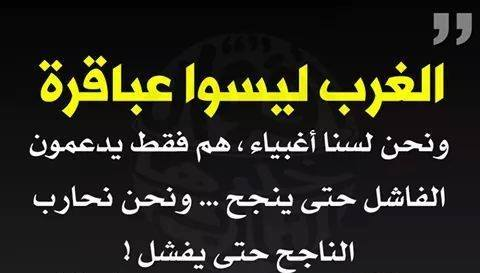 الغرب ليسوا عباقرة
ونحن لسنا أغبياء ، هم فقط يدعمون
الفاشل حتى ينجح ... ونحن نحارب
الناجح حتى يفشل !